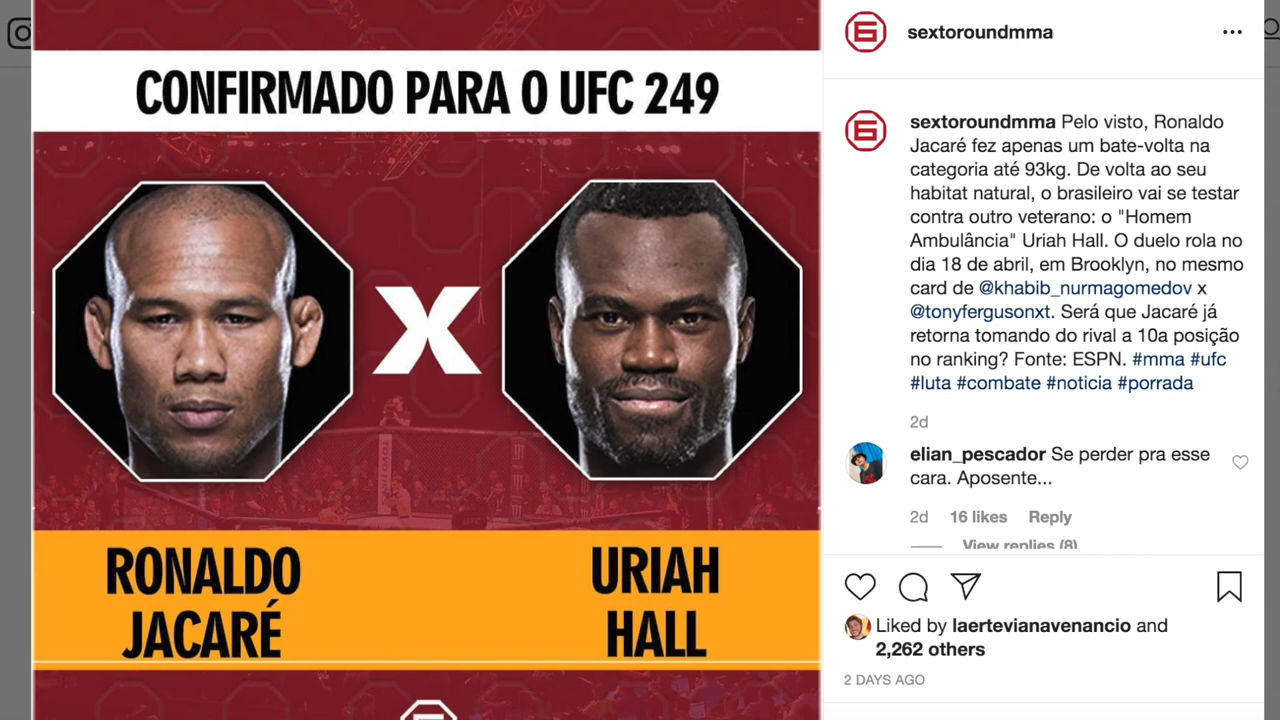 CONFIRMADO PARA O UFC 249
X
RONALDO
JACARÉ
URIAH
HALL
sextoroundmma
sextoroundmma Pelo visto, Ronaldo
Jacaré fez apenas um bate-volta na
categoria até 93kg. De volta ao seu
habitat natural, o brasileiro vai se testar
contra outro veterano: o "Homem
Ambulância" Uriah Hall. O duelo rola no
dia 18 de abril, em Brooklyn, no mesmo
card de @khabib_nurmagomedov x
@tonyfergusonxt. Será que Jacaré já
retorna tomando do rival a 10a posição
no ranking? Fonte: ESPN. #mma #ufc
#luta #combate #noticia #porrada
2d
elian_pescador Se perder pra esse
cara. Aposente...
2d 16 likes Reply
View replies (8)
Liked by laertevianavenancio and
2,262 others
2 DAYS AGO